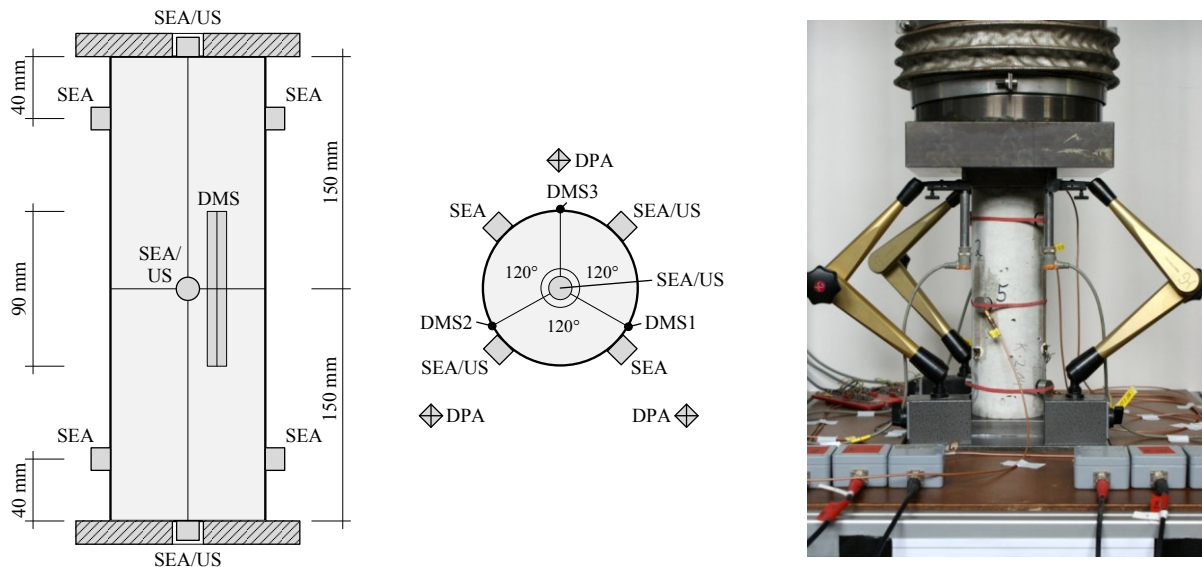 SEA/US
40 mm
SEA
SEA
150 mm
DMS
SEA/
US
90 mm
150 mm
SEA
SEA
40 mm
SEA/US
DPA
DMS3
SEA
SEA/US
120°
120°
SEA/US
120°
DMS2
DMS1
SEA/US
SEA
DPA
DPA
5